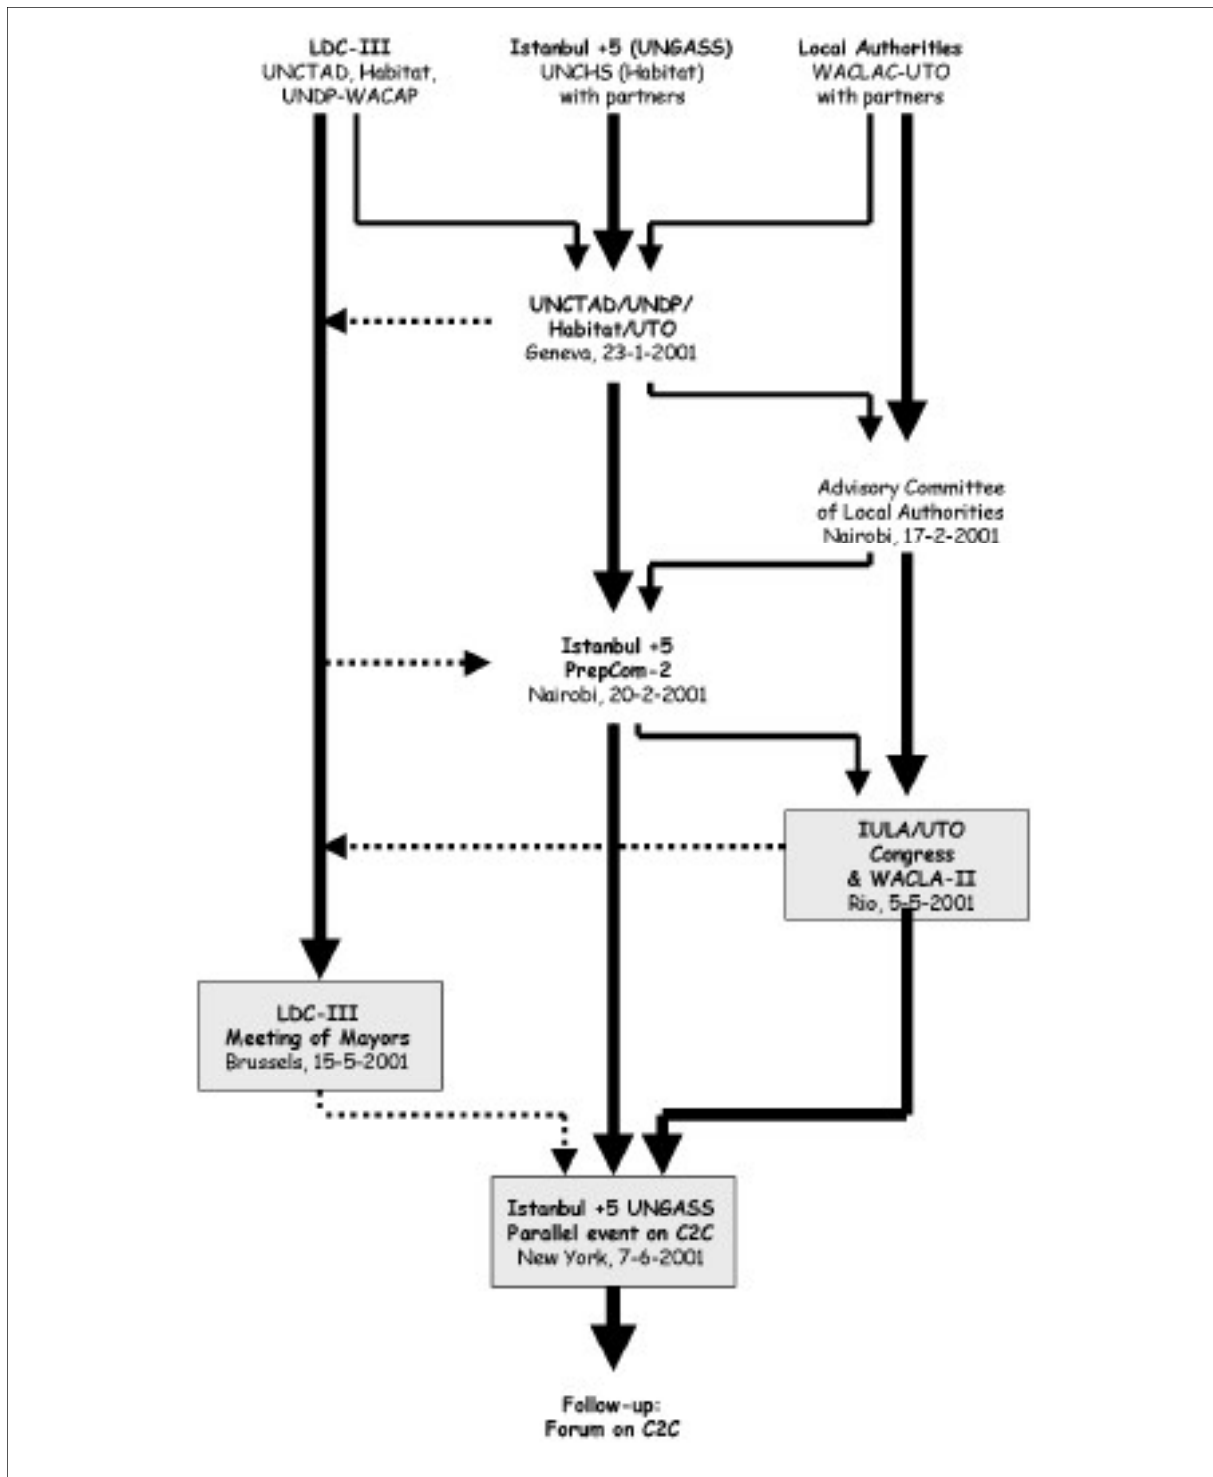 LDC-III
UNCTAD, Habitat,
UNDP-WACAP
Istanbul +5 (UNGASS)
UNCHS (Habitat)
with partners
Local Authorities
WACLAC-UTO
with partners
UNCTAD/UNDP/
Habitat/UTO
Geneva, 23-1-2001
Advisory Committee
of Local Authorities
Nairobi, 17-2-2001
Istanbul +5
PrepCom-2
Nairobi, 20-2-2001
IULA/UTO
Congress
& WACLA-II
Rio, 5-5-2001
LDC-III
Meeting of Mayors
Brussels, 15-5-2001
Istanbul +5 UNGASS
Parallel event on C2C
New York, 7-6-2001
Follow-up:
Forum on C2C